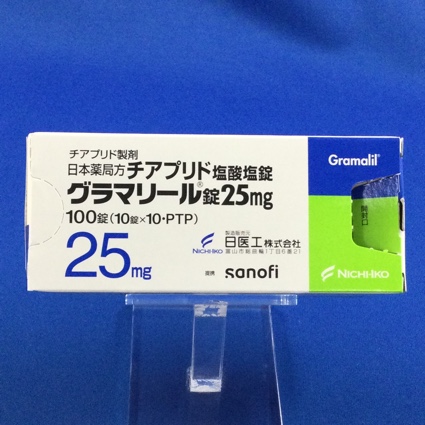 チアプリド製剤
日本薬局方 チアプリド塩酸塩錠
グラマリール®錠25mg
100錠(10錠×10・PTP)
25mg
製造販売元
日医工株式会社
富山市総曲輪1丁目6番21
提携 sanofi
Gramalil®
開封口
NICHI-IKO
NICHI-IKO